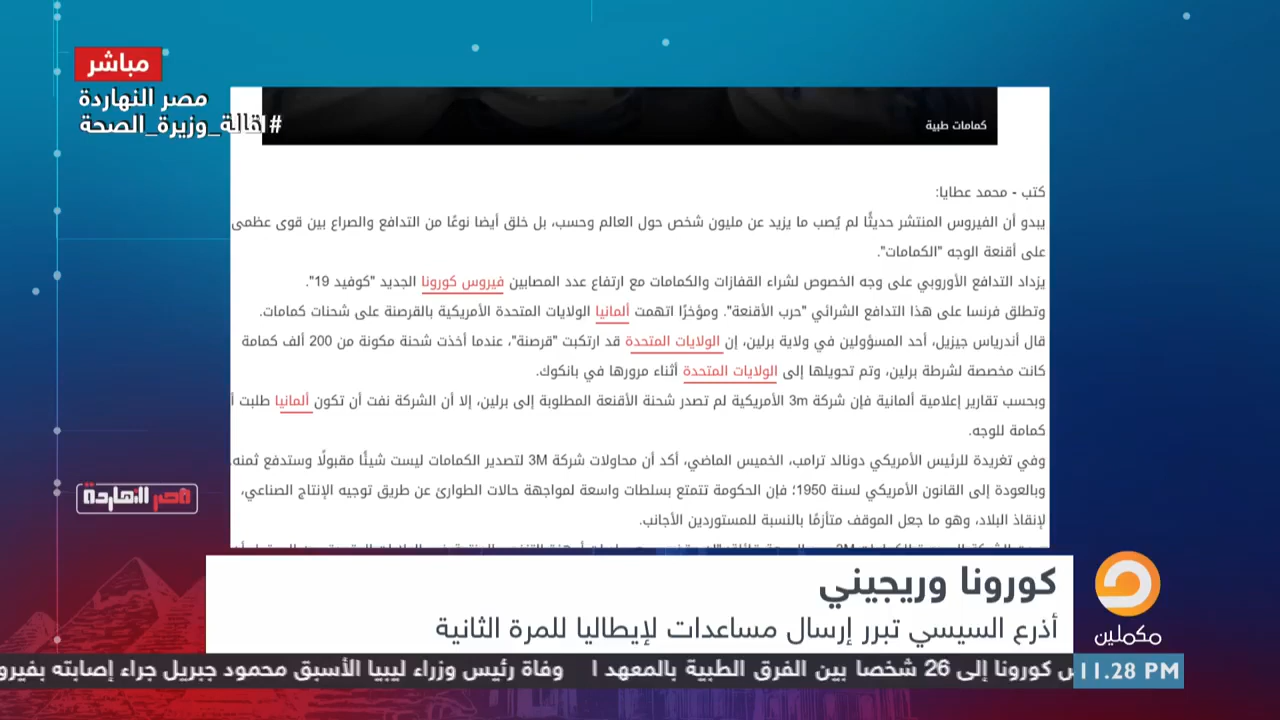 مباشر
مصر النهاردة
#اقالة_وزيرة_الصحة
كمامات طبية
كتب - محمد عطايا:
يبدو أن الفيروس المنتشر حديثًا لم يُصب ما يزيد عن مليون شخص حول العالم وحسب، بل خلق أيضا نوعًا من التدافع والصراع بين قوى عظمى
على أقنعة الوجه "الكمامات".
يزداد التدافع الأوروبي على وجه الخصوص لشراء القفازات والكمامات مع ارتفاع عدد المصابين فيروس كورونا الجديد "كوفيد 19".
وتطلق فرنسا على هذا التدافع الشرائي "حرب الأقنعة". ومؤخرًا اتهمت ألمانيا الولايات المتحدة الأمريكية بالقرصنة على شحنات كمامات.
قال أندرياس جيزيل، أحد المسؤولين في ولاية برلين، إن الولايات المتحدة قد ارتكبت "قرصنة"، عندما أخذت شحنة مكونة من 200 ألف كمامة
كانت مخصصة لشرطة برلين، وتم تحويلها إلى الولايات المتحدة أثناء مرورها في بانكوك.
وبحسب تقارير إعلامية ألمانية فإن شركة 3m الأمريكية لم تصدر شحنة الأقنعة المطلوبة إلى برلين، إلا أن الشركة نفت أن تكون ألمانيا طلبت أ
كمامة للوجه.
وفي تغريدة للرئيس الأمريكي دونالد ترامب، الخميس الماضي، أكد أن محاولات شركة 3M لتصدير الكمامات ليست شيئًا مقبولًا وستدفع ثمنه.
وبالعودة إلى القانون الأمريكي لسنة 1950؛ فإن الحكومة تتمتع بسلطات واسعة لمواجهة حالات الطوارئ عن طريق توجيه الإنتاج الصناعي،
لإنقاذ البلاد، وهو ما جعل الموقف متأزمًا بالنسبة للمستوردين الأجانب.
مصر النهاردة
كورونا وريجيني
أذرع السيسي تبرر إرسال مساعدات لإيطاليا للمرة الثانية
مكملين
س كورونا إلى 26 شخصا بين الفرق الطبية بالمعهد ا وفاة رئيس وزراء ليبيا الأسبق محمود جبريل جراء إصابته بفيرو
11.28 PM